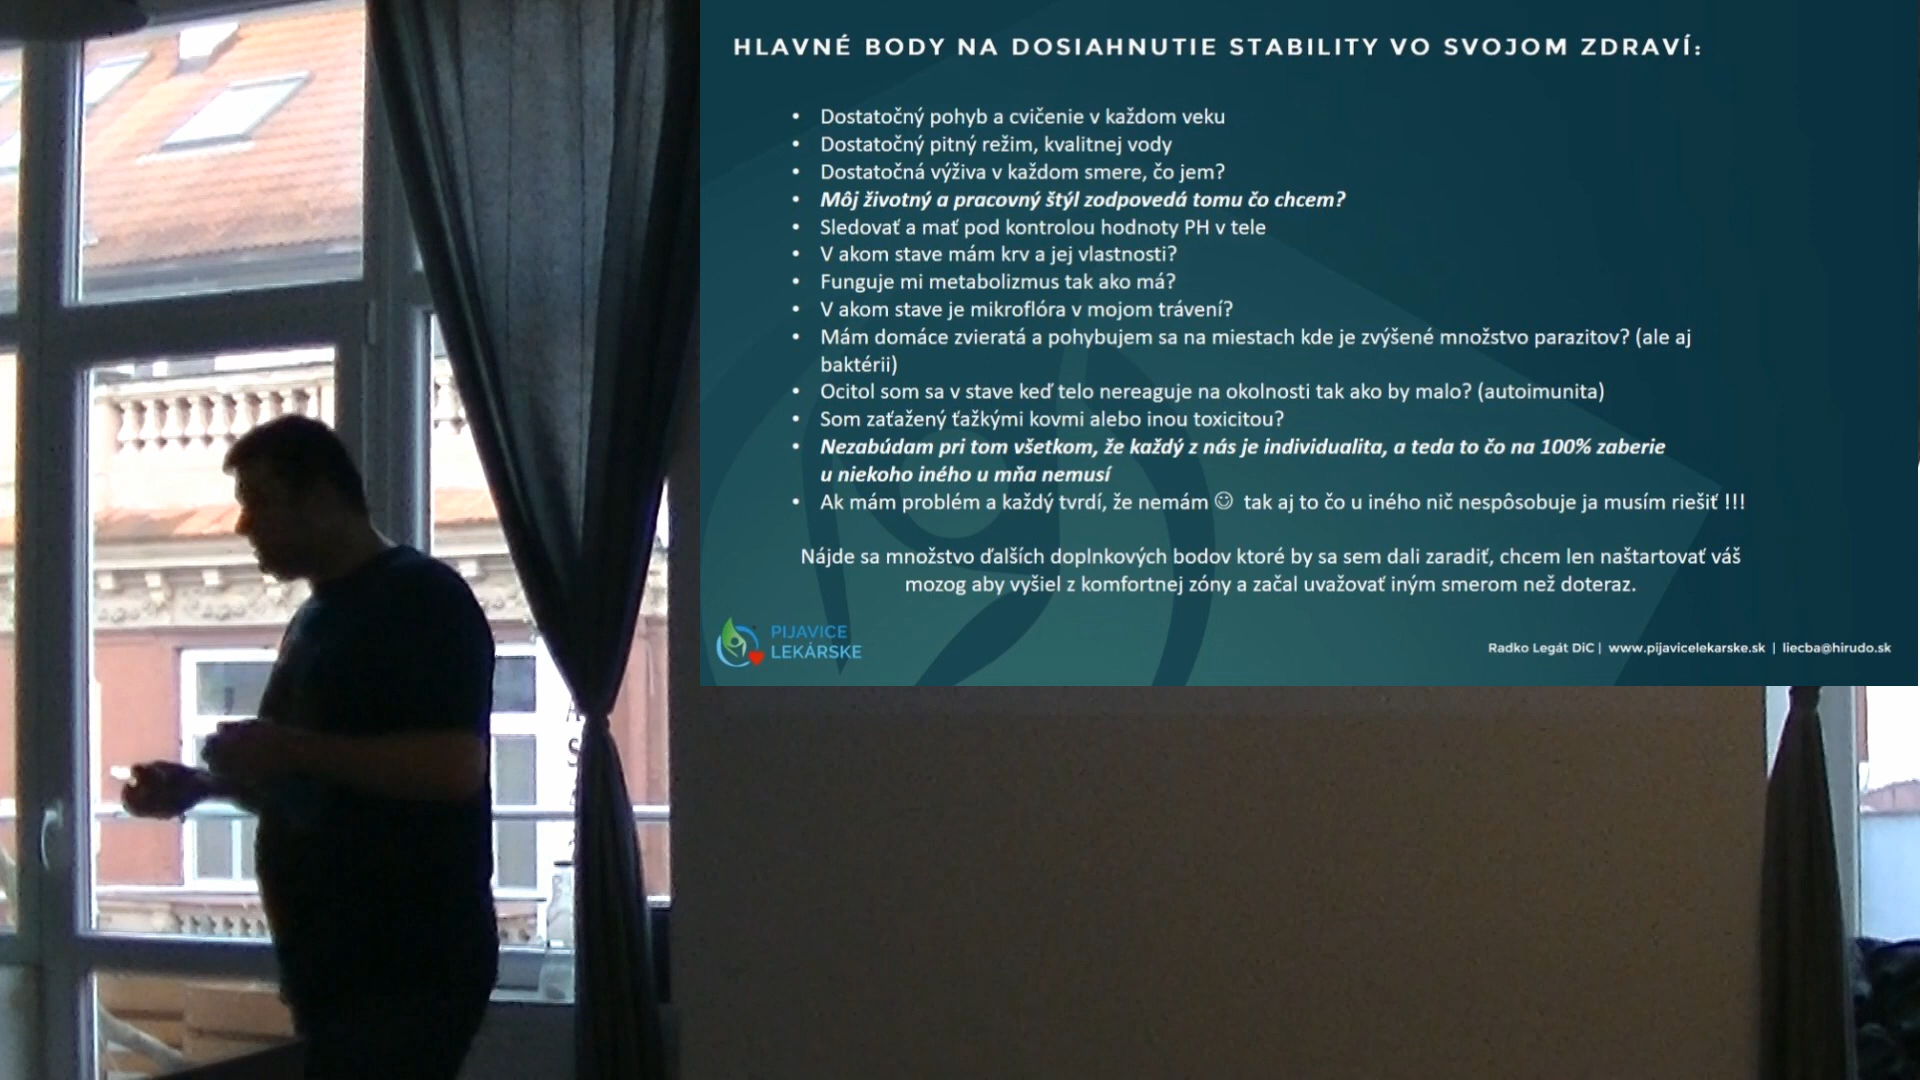 HLAVNÉ BODY NA DOSIAHNUTIE STABILITY VO SVOJOM ZDRAVÍ:
• Dostatočný pohyb a cvičenie v každom veku
• Dostatočný pitný režim, kvalitnej vody
• Dostatočná výživa v každom smere, čo jem?
• Môj životný a pracovný štýl zodpovedá tomu čo chcem?
• Sledovať a mať pod kontrolou hodnoty PH v tele
• V akom stave mám krv a jej vlastnosti?
• Funguje mi metabolizmus tak ako má?
• V akom stave je mikroflóra v mojom trávení?
• Mám domáce zvieratá a pohybujem sa na miestach kde je zvýšené množstvo parazitov? (ale aj
baktérii)
• Ocitol som sa v stave keď telo nereaguje na okolnosti tak ako by malo? (autoimunita)
• Som zaťažený ťažkými kovmi alebo inou toxicitou?
• Nezabúdam pri tom všetkom, že každý z nás je individualita, a teda to čo na 100% zaberie
u niekoho iného u mňa nemusí
• Ak mám problém a každý tvrdí, že nemám ☺ tak aj to čo u iného nič nespôsobuje ja musím riešiť !!!
Nájde sa množstvo ďalších doplnkových bodov ktoré by sa sem dali zaradiť, chcem len naštartovať váš
mozog aby vyšiel z komfortnej zóny a začal uvažovať iným smerom než doteraz.
PIJAVICE
LEKÁRSKE
Radko Legát DiC | www.pijavicelekarske.sk | liecba@hirudo.sk